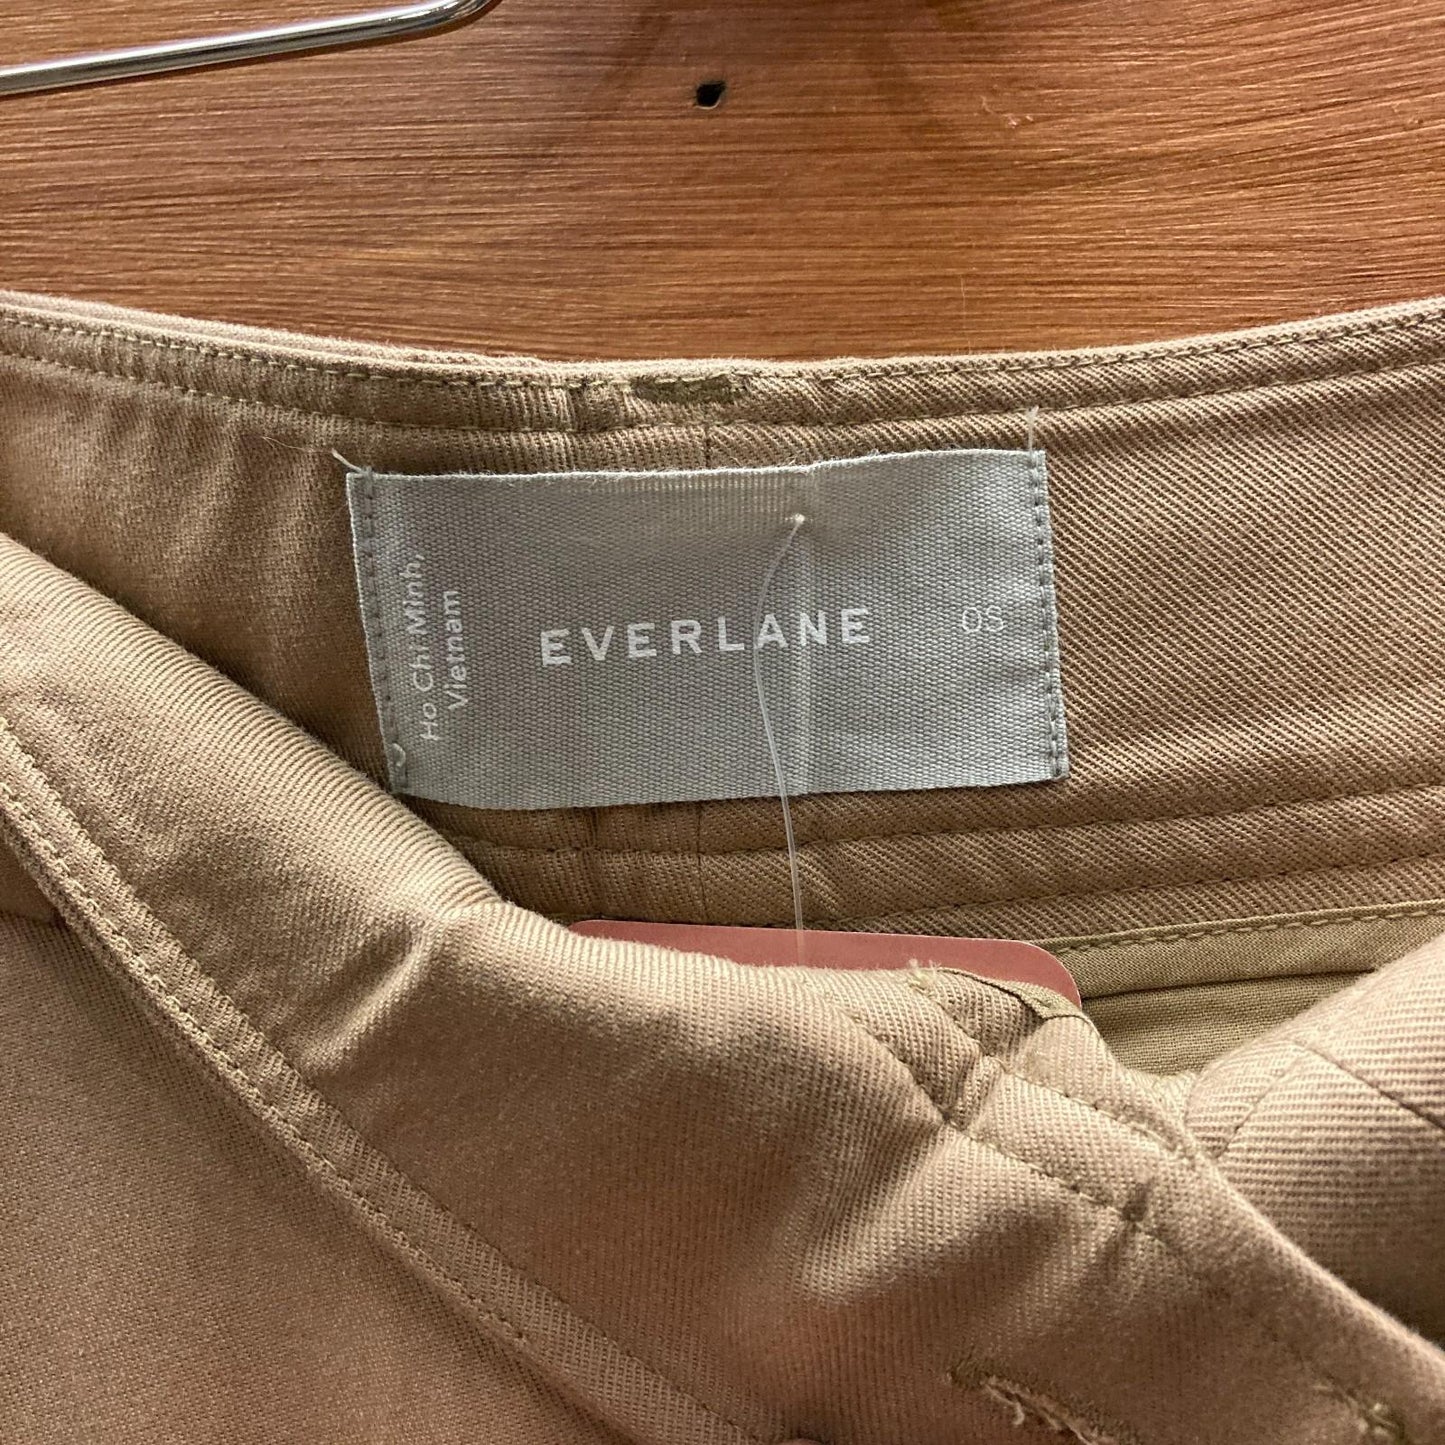 Ho Chi Minh,
Vietnam
EVERLANE
0S